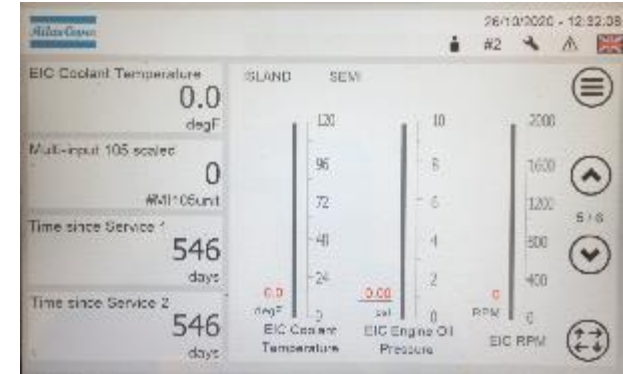 Atlas Copco
26/10/2020 - 12:32:08
#2
EIC Coolant Temperature
0.0
degF
Multi-input 105 scaled
0
#MI105unit
Time since Service 1
546
days
Time since Service 2
546
days
ISLAND SEMI
120
96
72
48
24
0
0.0
degF
EIC Coolant
Temperature
10
8
6
4
2
0
0.00
EIC Engine Oil
Pressure
2000
1600
1200
800
400
0
0
RPM
EIC RPM
5/6